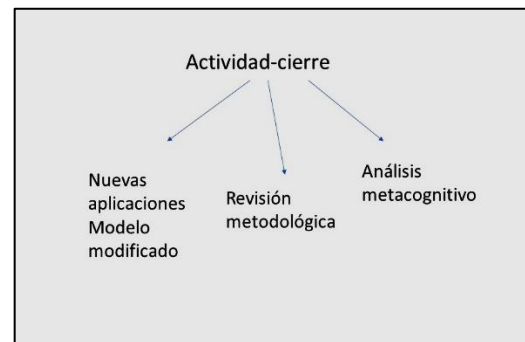 Actividad-cierre
Nuevas
aplicaciones
Modelo
modificado
Revisión
metodológica
Análisis
metacognitivo